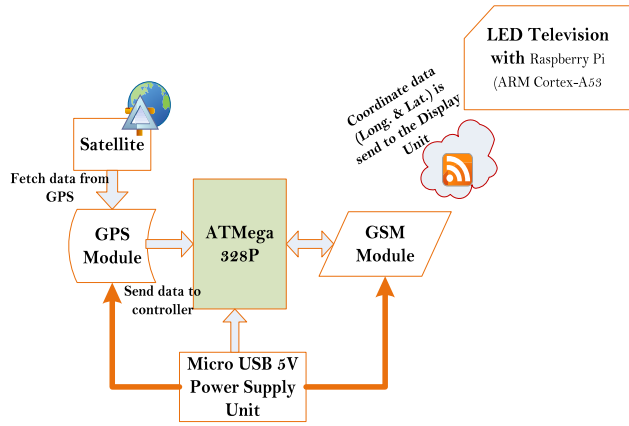 LED Television
with Raspberry Pi
(ARM Cortex-A53
Coordinate data
(Long. & Lat.) is
send to the Display
Unit
Satellite
Fetch data from
GPS
GPS
Module
ATMega
328P
GSM
Module
Send data to
controller
Micro USB 5V
Power Supply
Unit